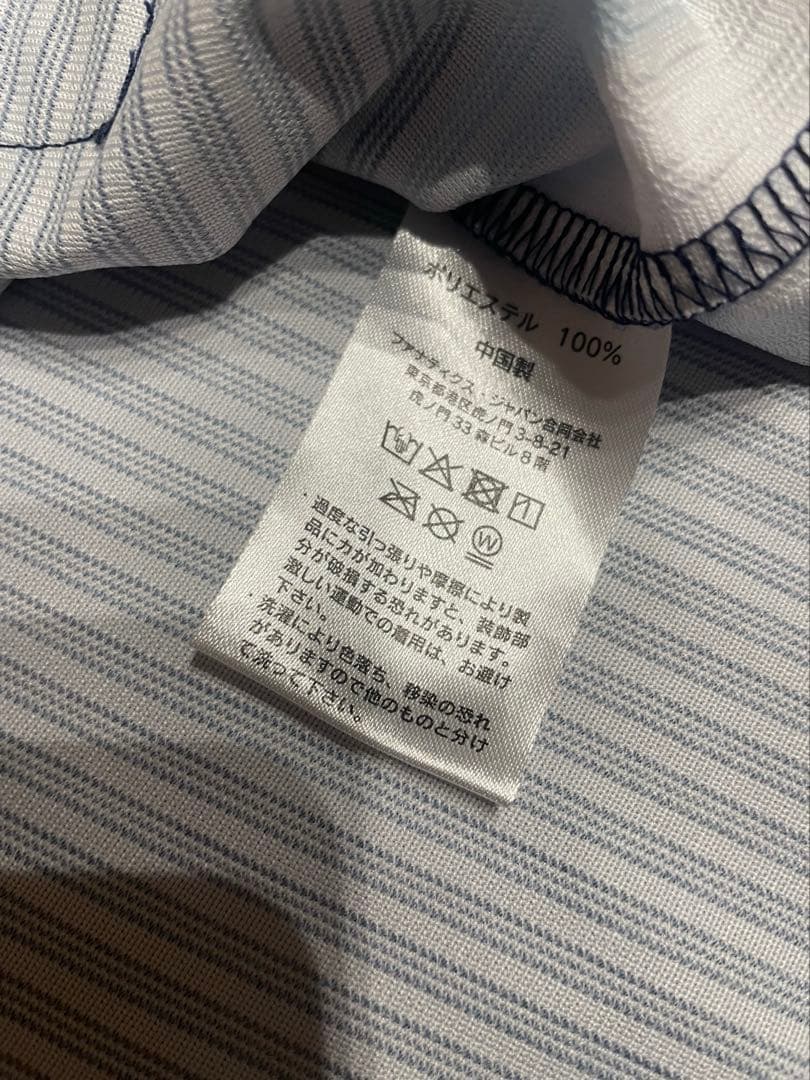 ポリエステル 100%
中国製
ファナティクス・ジャパン合同会社
東京都港区虎ノ門 3-8-21
虎ノ門 33 森ビル 8 階
W
・過度な引っ張りや摩擦により製
品に力が加わりますと、装飾部
分が破損する恐れがあります。
激しい運動での着用は、お避け
下さい。
・洗濯により色落ち、移染の恐れ
がありますので他のものと分け
て洗って下さい。